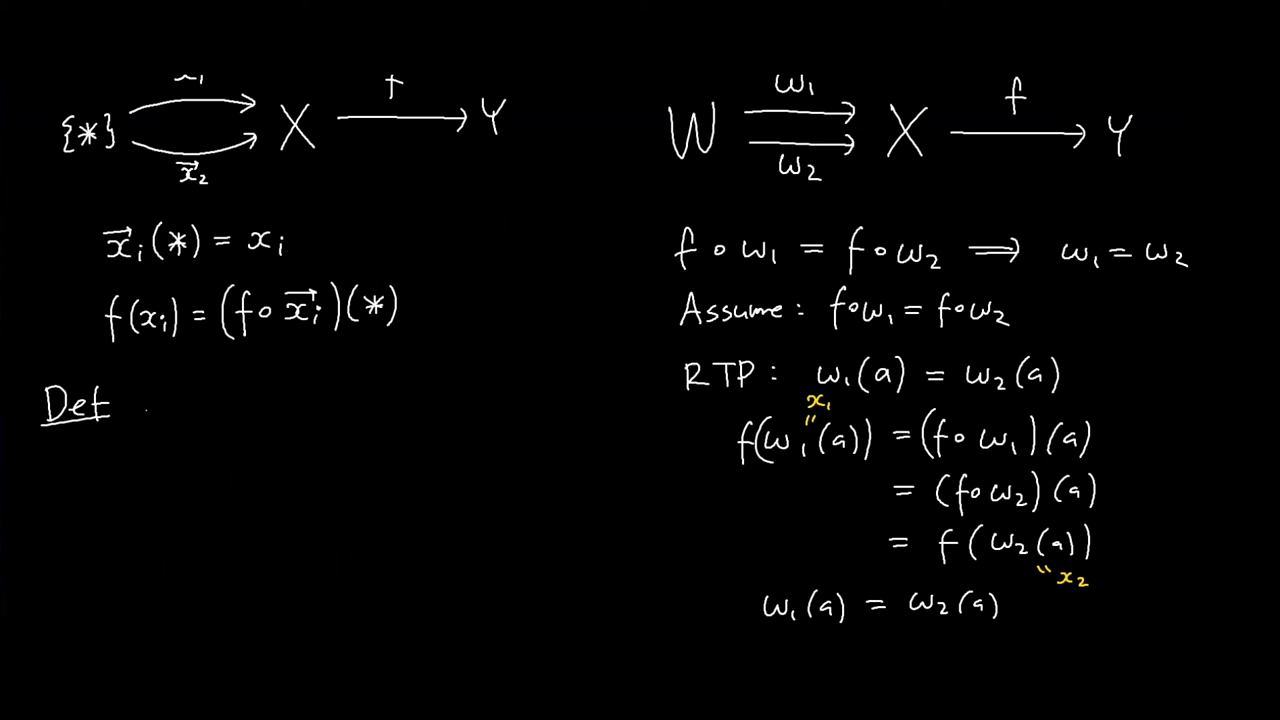 {*} X Y
x⃗₂
x⃗ᵢ(*) = xᵢ
f(xᵢ) = (f∘x⃗ᵢ)(*)
Def
W ω₁ X f Y
ω₂
f∘ω₁ = f∘ω₂ ⟹ ω₁ = ω₂
Assume: f∘ω₁ = f∘ω₂
RTP: ω₁(a) = ω₂(a)
x₁
"
f(ω₁(a)) = (f∘ω₁)(a)
= (f∘ω₂)(a)
= f(ω₂(a))
" x₂
ω₁(a) = ω₂(a)